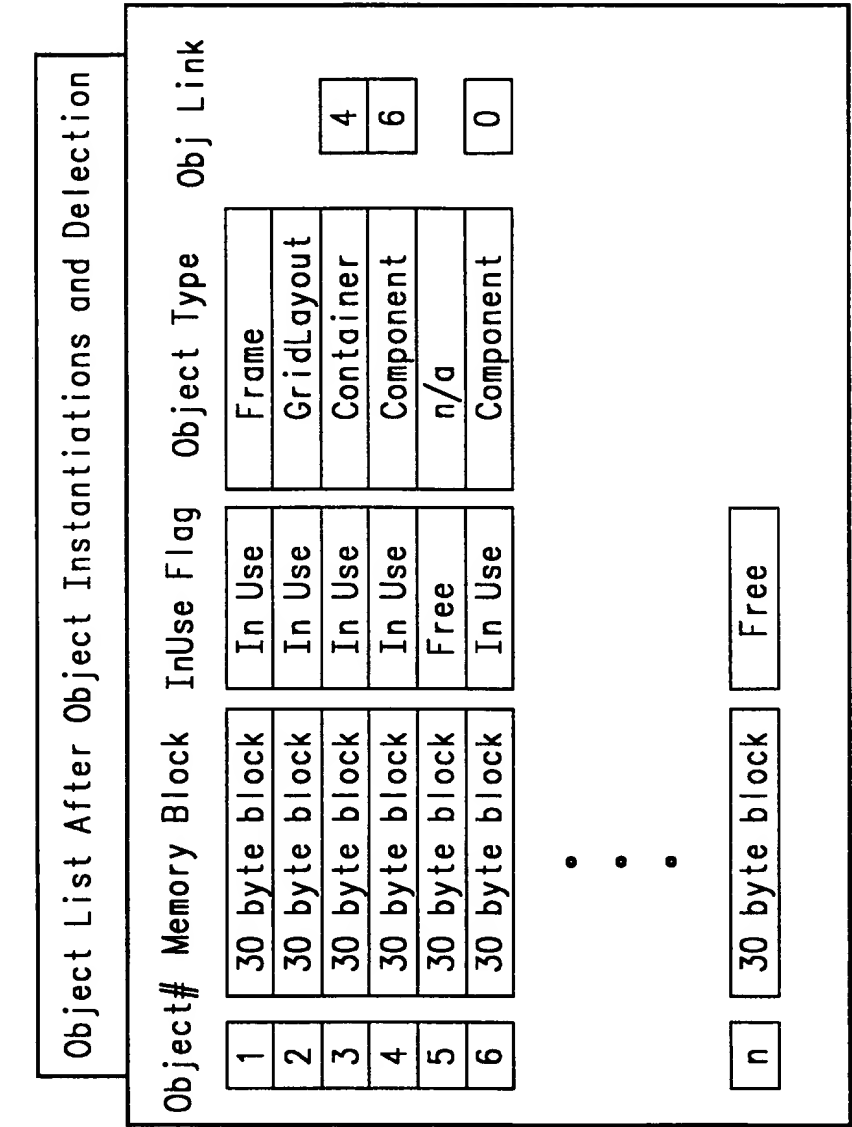 Object List After Object Instantiations and Delection
Object# Memory Block InUse Flag Object Type Obj Link
1 30 byte block In Use Frame
2 30 byte block In Use GridLayout
3 30 byte block In Use Container 4
4 30 byte block In Use Component 6
5 30 byte block Free n/a
6 30 byte block In Use Component 0
n 30 byte block Free